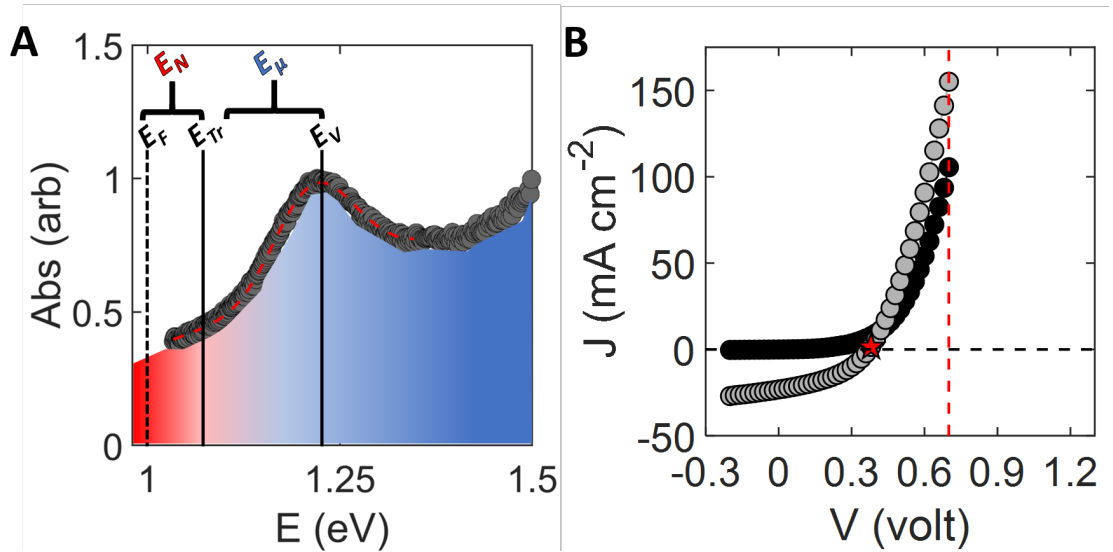 A
1.5
1
0.5
0
Abs (arb)
E_N
E_μ
E_F
E_Tr
E_V
1
1.25
1.5
E (eV)
B
150
100
50
0
-50
J (mA cm⁻²)
-0.3
0
0.3
0.6
0.9
1.2
V (volt)